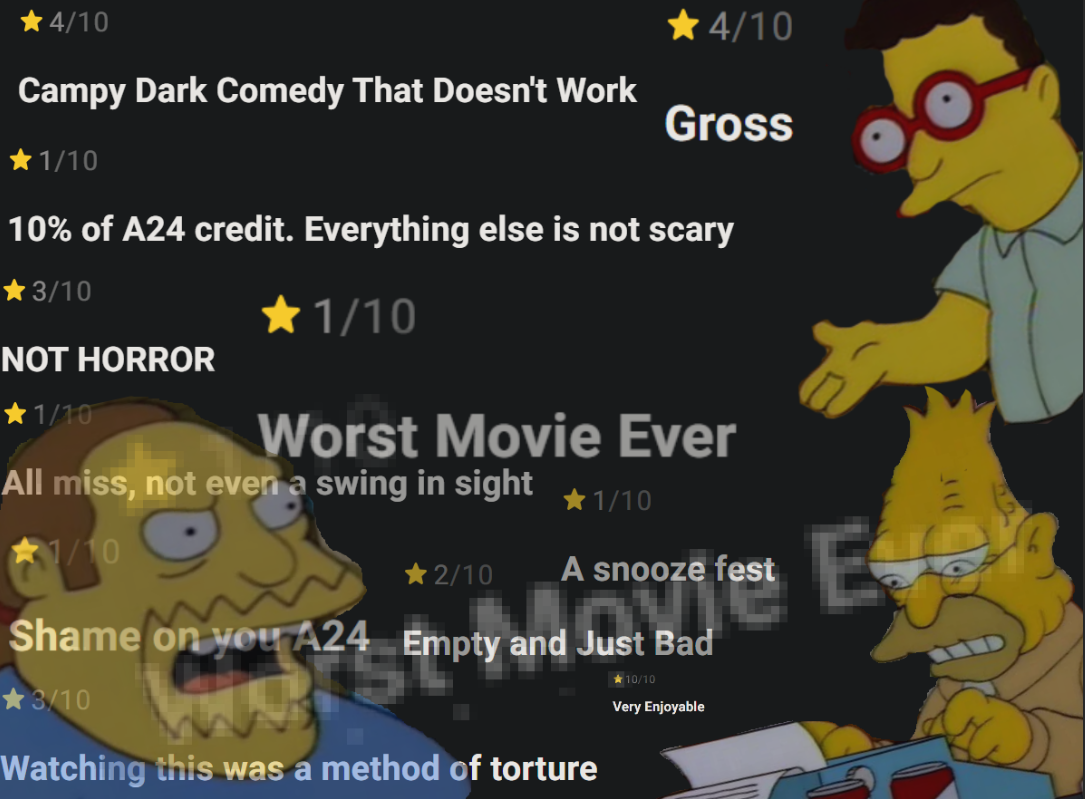 4/10
Campy Dark Comedy That Doesn't Work
4/10
Gross
1/10
10% of A24 credit. Everything else is not scary
3/10
NOT HORROR
1/10
Worst Movie Ever
1/10
All miss, not even a swing in sight
1/10
A snooze fest
1/10
Shame on you A24
2/10
Empty and Just Bad
Worst Movie Ever
10/10
Very Enjoyable
3/10
Watching this was a method of torture